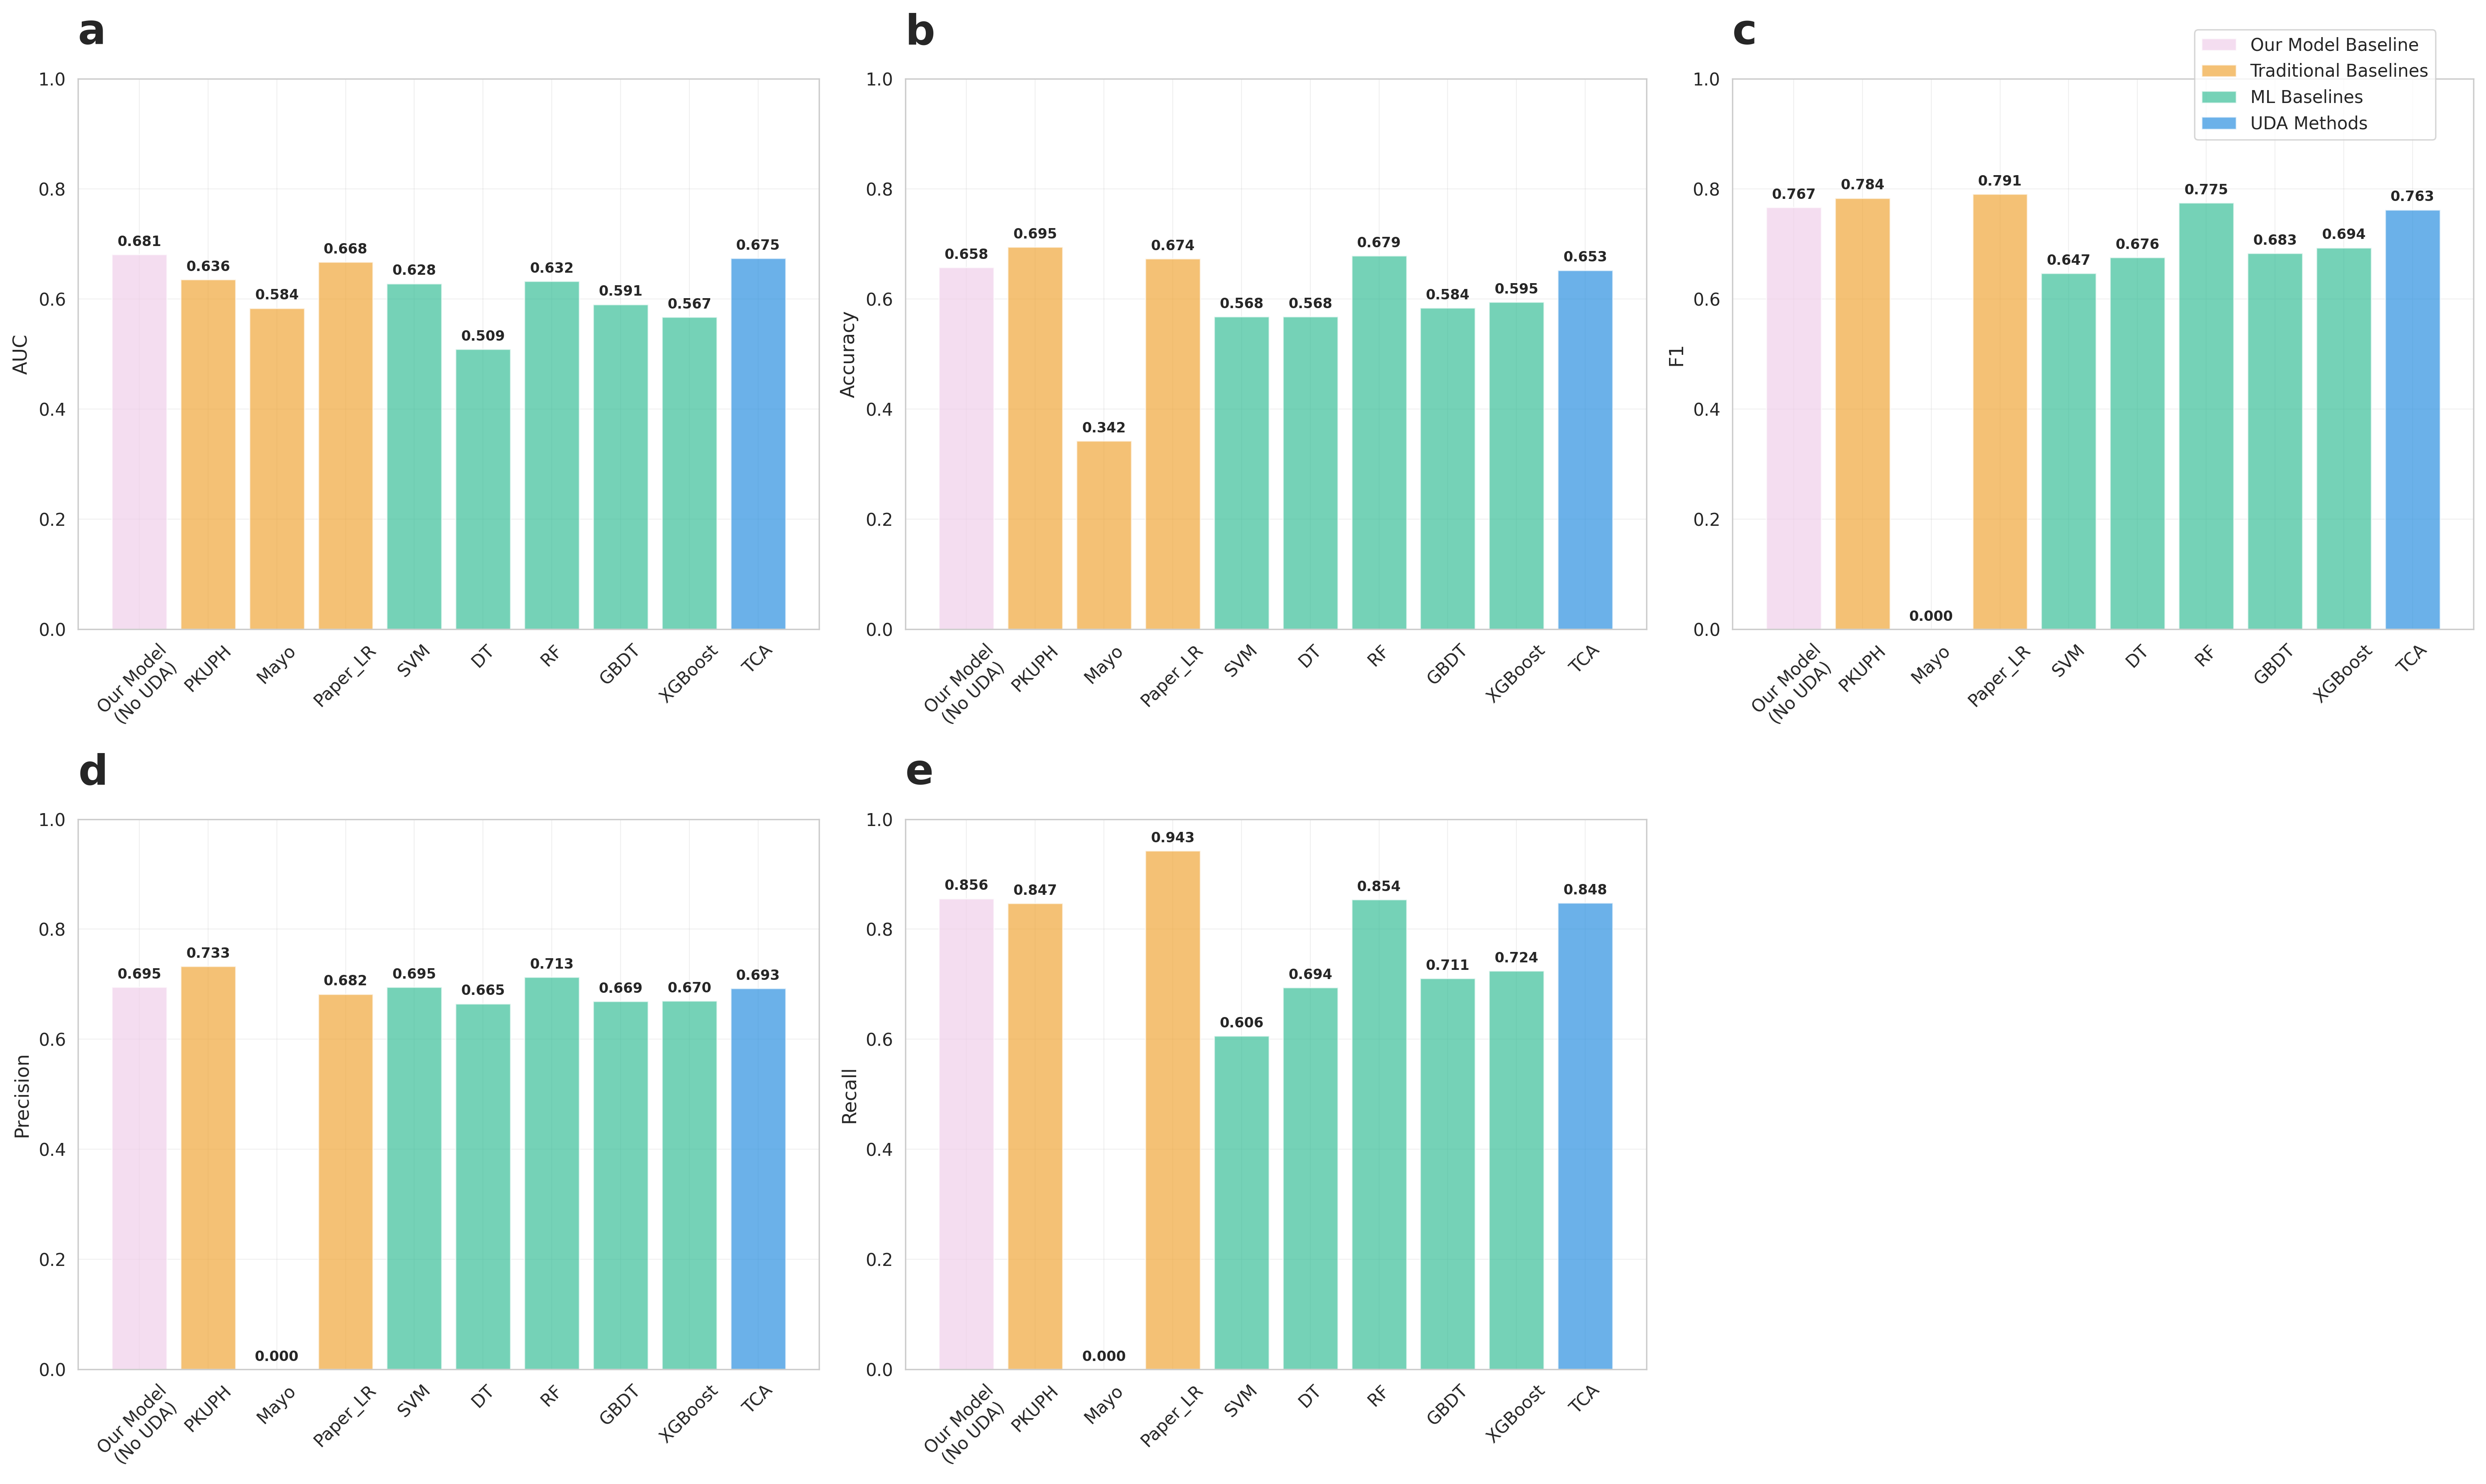 a
1.0
0.8
0.6
0.4
0.2
0.0
AUC
0.681
0.636
0.584
0.668
0.628
0.509
0.632
0.591
0.567
0.675
Our Model
(No UDA)
PKUPH
Mayo
Paper_LR
SVM
DT
RF
GBDT
XGBoost
TCA
b
1.0
0.8
0.6
0.4
0.2
0.0
Accuracy
0.658
0.695
0.342
0.674
0.568
0.568
0.679
0.584
0.595
0.653
Our Model
(No UDA)
PKUPH
Mayo
Paper_LR
SVM
DT
RF
GBDT
XGBoost
TCA
c
Our Model Baseline
Traditional Baselines
ML Baselines
UDA Methods
1.0
0.8
0.6
0.4
0.2
0.0
F1
0.767
0.784
0.000
0.791
0.647
0.676
0.775
0.683
0.694
0.763
Our Model
(No UDA)
PKUPH
Mayo
Paper_LR
SVM
DT
RF
GBDT
XGBoost
TCA
d
1.0
0.8
0.6
0.4
0.2
0.0
Precision
0.695
0.733
0.000
0.682
0.695
0.665
0.713
0.669
0.670
0.693
Our Model
(No UDA)
PKUPH
Mayo
Paper_LR
SVM
DT
RF
GBDT
XGBoost
TCA
e
1.0
0.8
0.6
0.4
0.2
0.0
Recall
0.856
0.847
0.000
0.943
0.606
0.694
0.854
0.711
0.724
0.848
Our Model
(No UDA)
PKUPH
Mayo
Paper_LR
SVM
DT
RF
GBDT
XGBoost
TCA